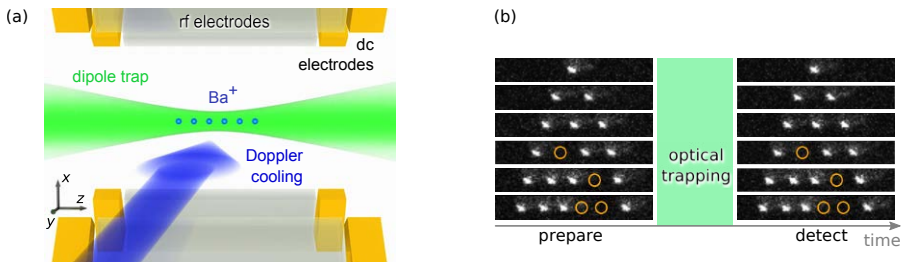 (a)
rf electrodes
dc
electrodes
dipole trap
Ba+
Doppler
cooling
x
z
y
(b)
optical
trapping
prepare
detect
time